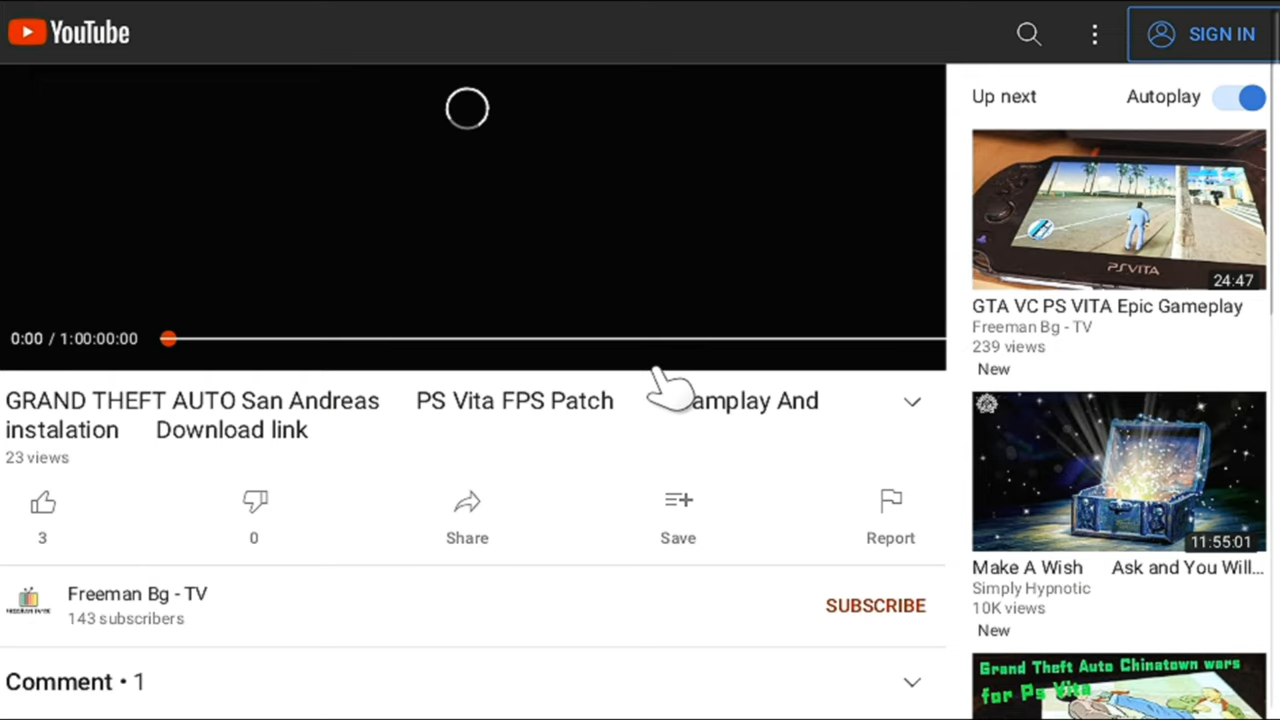 YouTube
SIGN IN
0:00 / 1:00:00:00
GRAND THEFT AUTO San Andreas PS Vita FPS Patch amplay And
instalation Download link
23 views
3
0
Share
Save
Report
Freeman Bg - TV
143 subscribers
SUBSCRIBE
Comment • 1
Up next
Autoplay
PSVITA
24:47
GTA VC PS VITA Epic Gameplay
Freeman Bg - TV
239 views
New
11:55:01
Make A Wish Ask and You Will...
Simply Hypnotic
10K views
New
Grand Theft Auto Chinatown wars
for Ps Vita